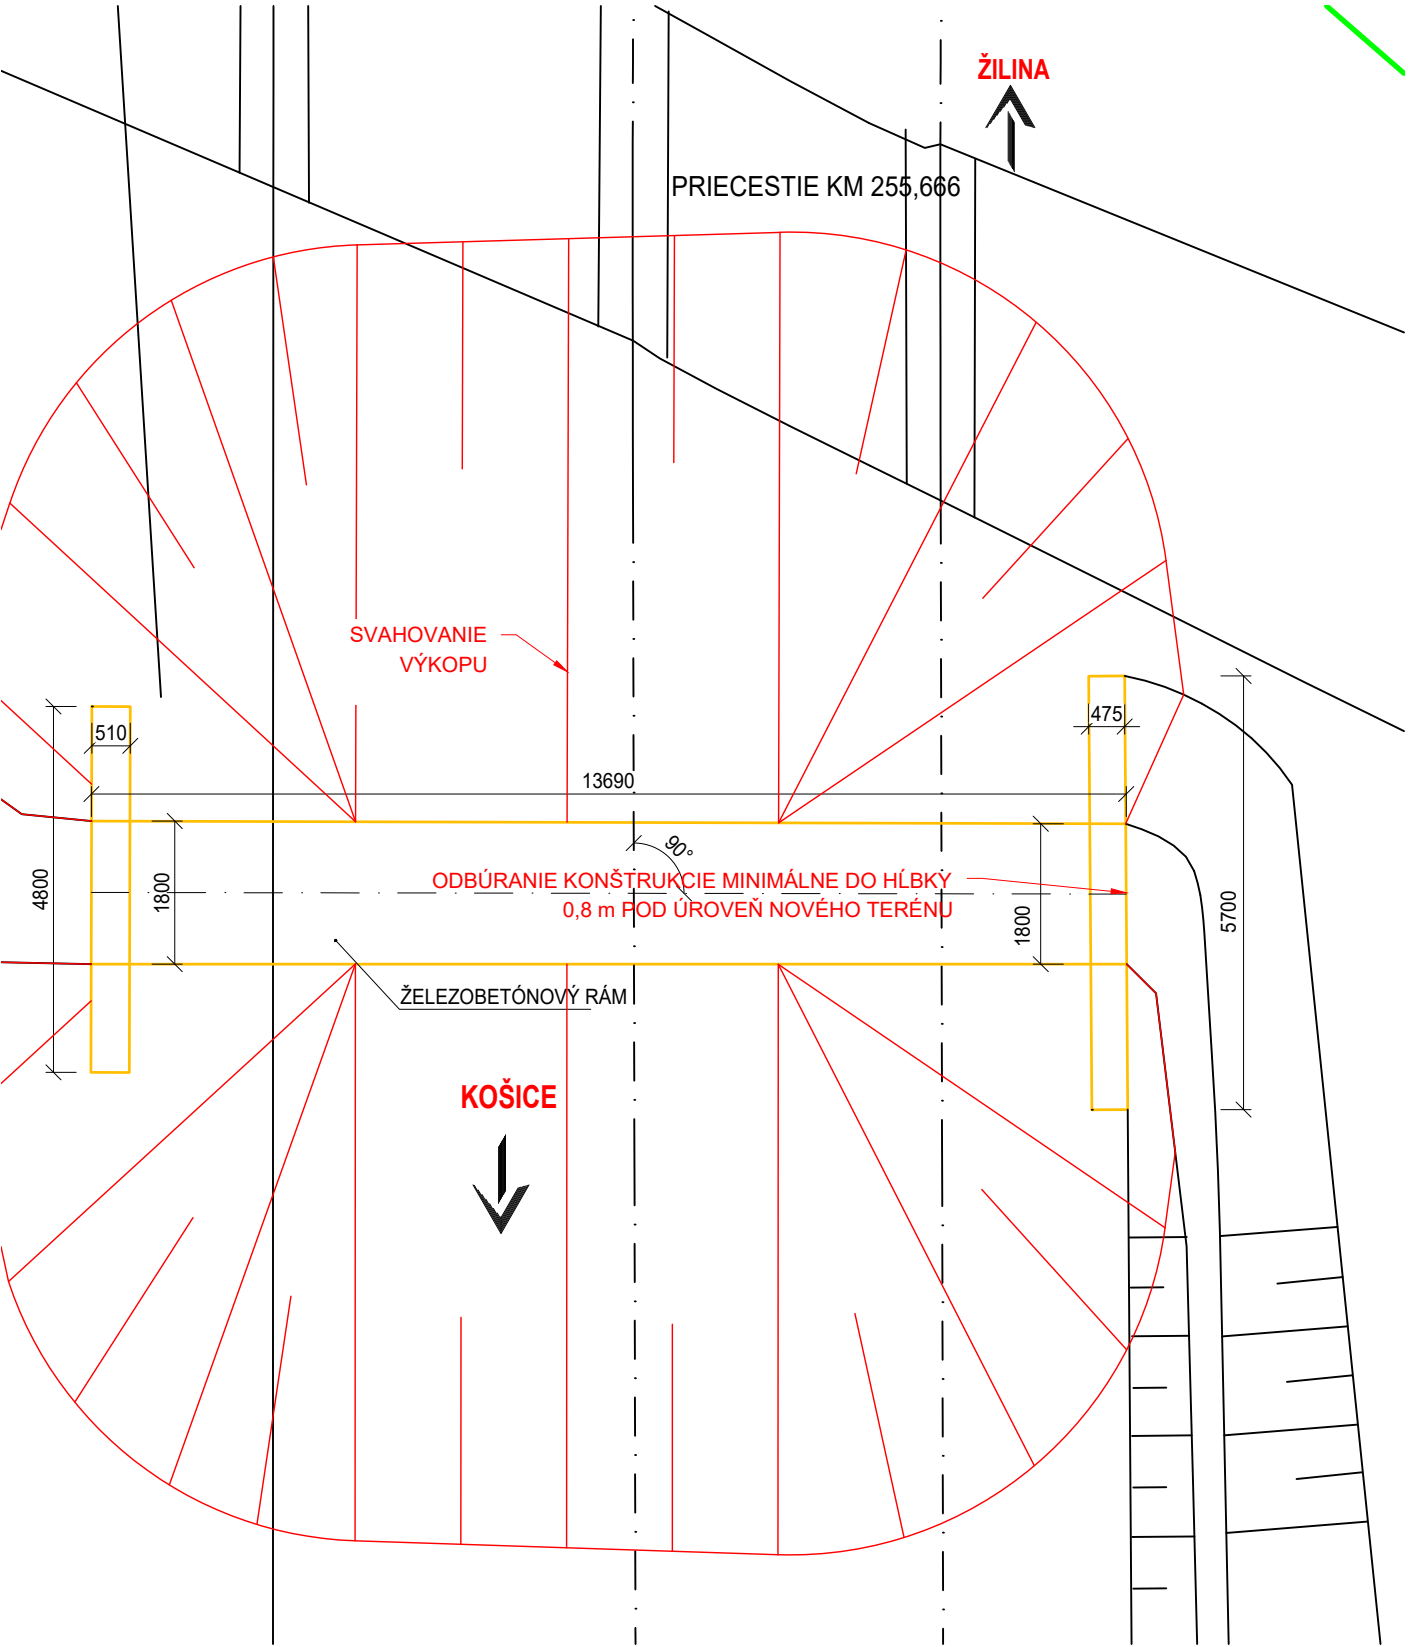 ŽILINA
PRIECESTIE KM 255,666
SVAHOVANIE
VÝKOPU
510
475
13690
4800
1800
90°
ODBÚRANIE KONŠTRUKCIE MINIMÁLNE DO HĹBKY
0,8 m POD ÚROVEŇ NOVÉHO TERÉNU
1800
5700
ŽELEZOBETÓNOVÝ RÁM
KOŠICE